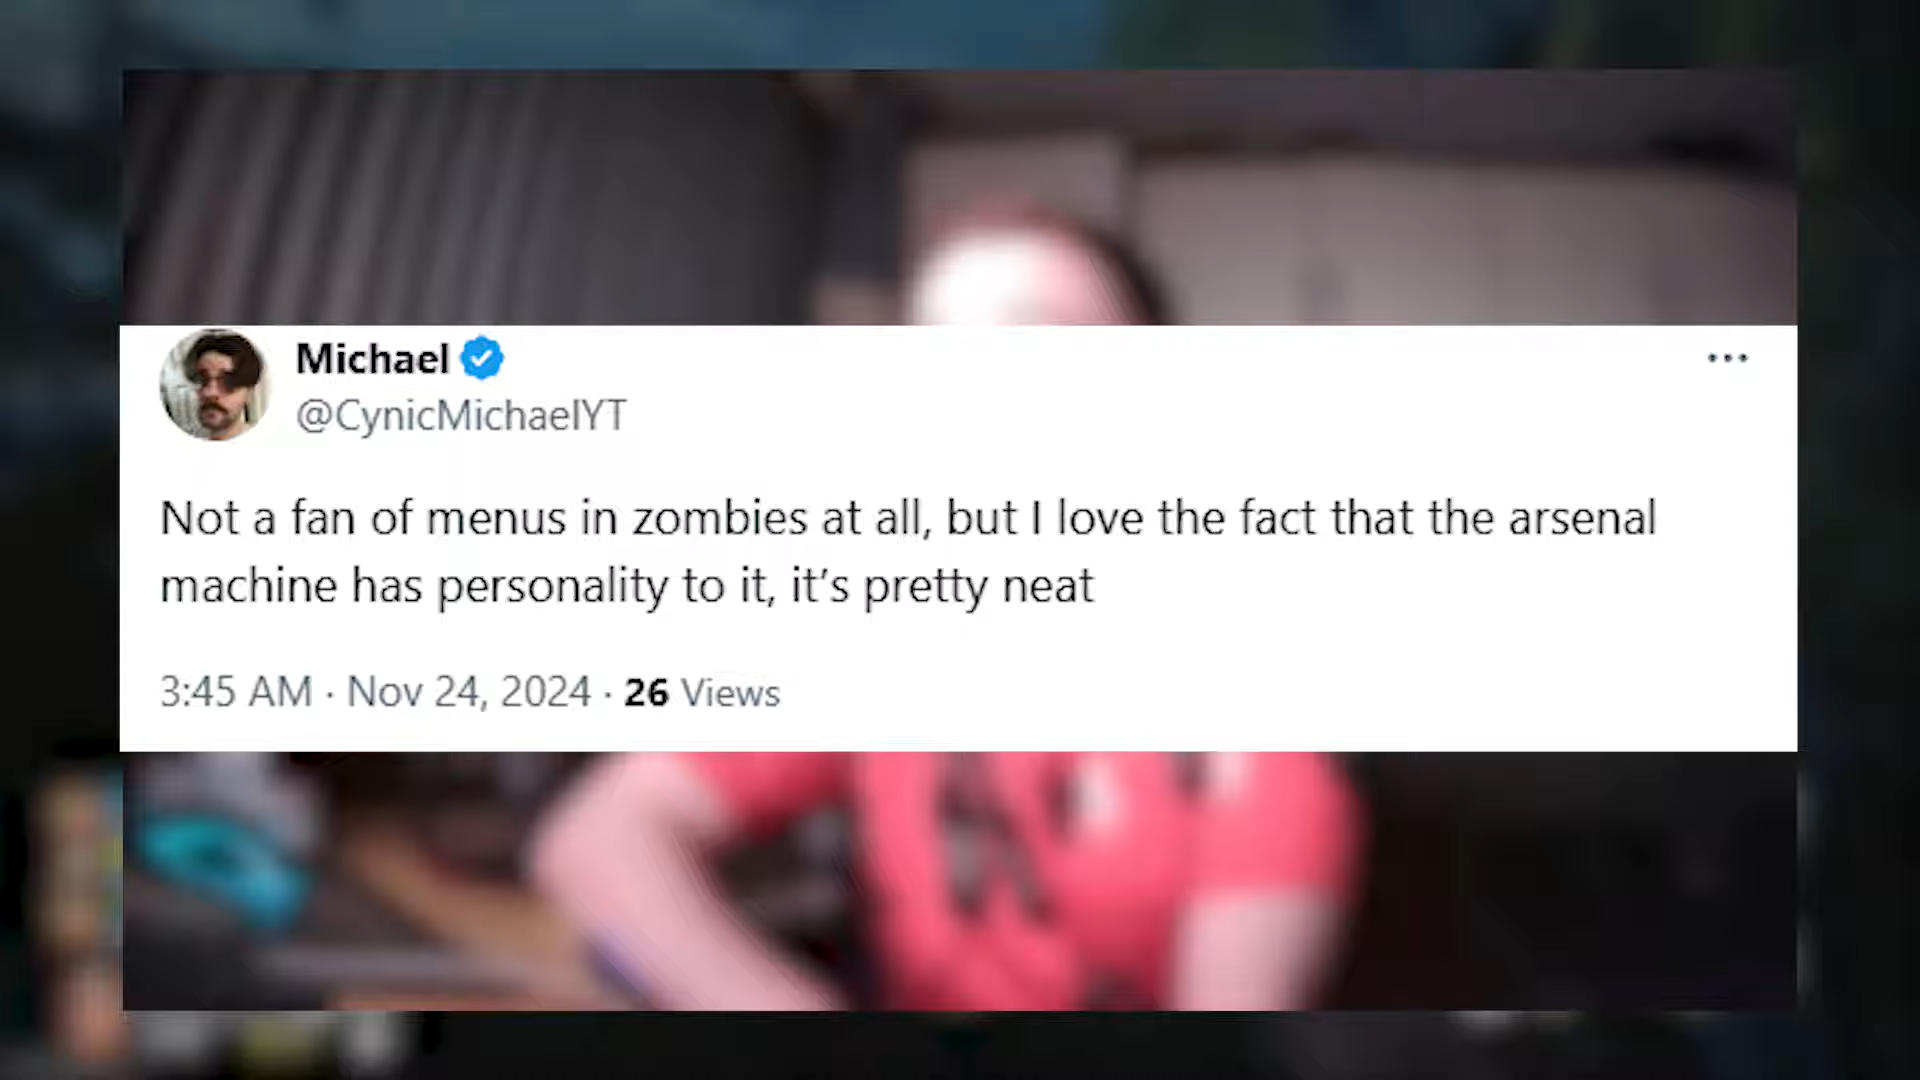 Michael
@CynicMichaelYT
Not a fan of menus in zombies at all, but I love the fact that the arsenal
machine has personality to it, it's pretty neat
3:45 AM · Nov 24, 2024 · 26 Views